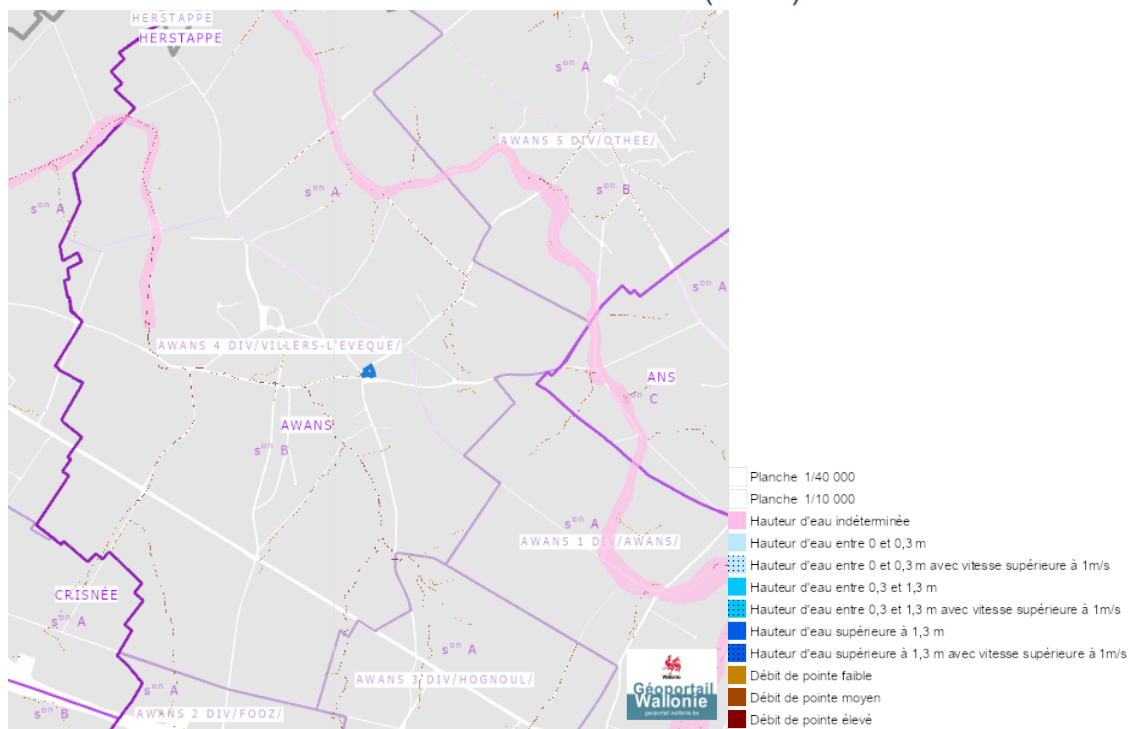 HERSTAPPE
HERSTAPPE
sᵒⁿ A
AWANS 5 DIV/OTHEE/
sᵒⁿ A
sᵒⁿ B
sᵒⁿ A
sᵒⁿ A
AWANS 4 DIV/VILLERS-L'EVEQUE/
ANS
sᵒⁿ C
AWANS
sᵒⁿ B
sᵒⁿ A
AWANS 1 DIV/AWANS/
CRISNÉE
sᵒⁿ A
sᵒⁿ A
AWANS 3 DIV/HOGNOUL/
sᵒⁿ A
sᵒⁿ B
AWANS 2 DIV/FOOZ/
Wallonie
Géoportail
Wallonie
geoportail.wallonie.be
Planche 1/40 000
Planche 1/10 000
Hauteur d'eau indéterminée
Hauteur d'eau entre 0 et 0,3 m
Hauteur d'eau entre 0 et 0,3 m avec vitesse supérieure à 1m/s
Hauteur d'eau entre 0,3 et 1,3 m
Hauteur d'eau entre 0,3 et 1,3 m avec vitesse supérieure à 1m/s
Hauteur d'eau supérieure à 1,3 m
Hauteur d'eau supérieure à 1,3 m avec vitesse supérieure à 1m/s
Débit de pointe faible
Débit de pointe moyen
Débit de pointe élevé